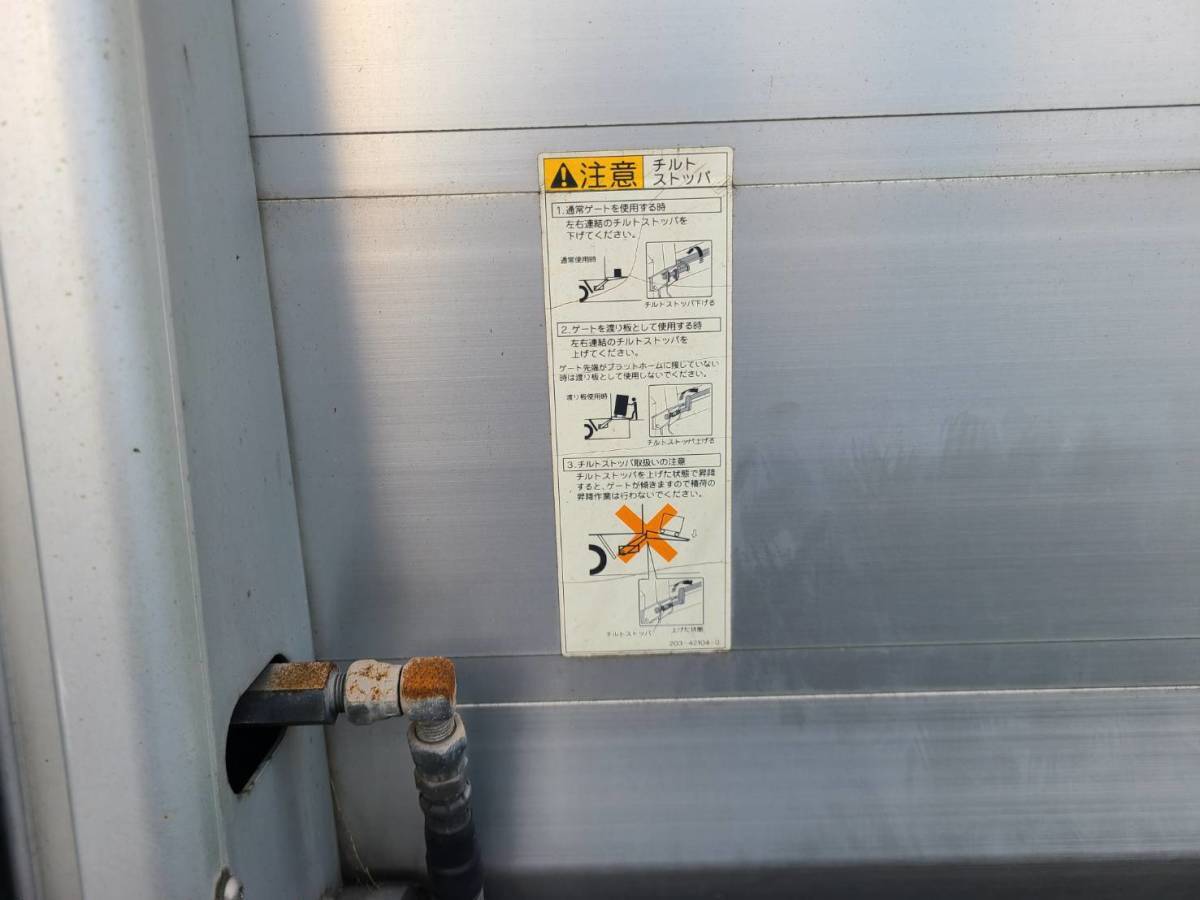 注意 チルト
ストッパ
1.通常ゲートを使用する時
左右連結のチルトストッパを
下げてください。
通常使用時
チルトストッパ下げる
2.ゲートを渡り板として使用する時
左右連結のチルトストッパを
上げてください。
ゲート先端がプラットホームに接していない
時は渡り板として使用しないでください。
渡り板使用時
チルトストッパ上げる
3.チルトストッパ取扱いの注意
チルトストッパを上げた状態で昇降
すると、ゲートが傾きますので積荷の
昇降作業は行わないでください。
チルトストッパ
上げた状態
203-42104-0